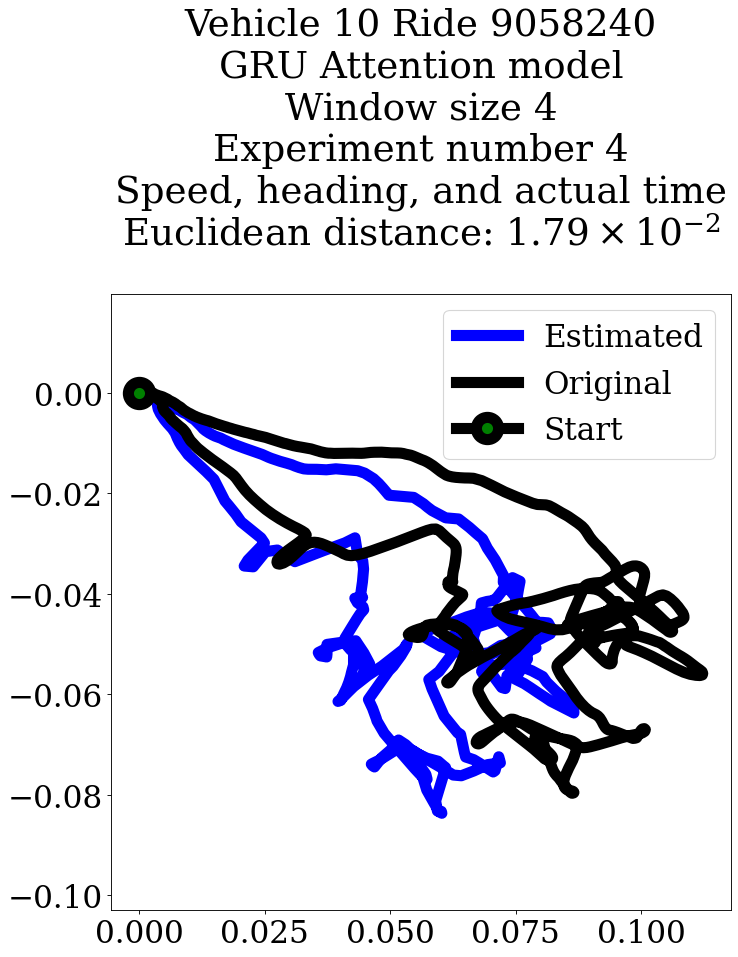 Vehicle 10 Ride 9058240
GRU Attention model
Window size 4
Experiment number 4
Speed, heading, and actual time
Euclidean distance: 1.79 × 10⁻²
Estimated
Original
Start
0.00
−0.02
−0.04
−0.06
−0.08
−0.10
0.000 0.025 0.050 0.075 0.100